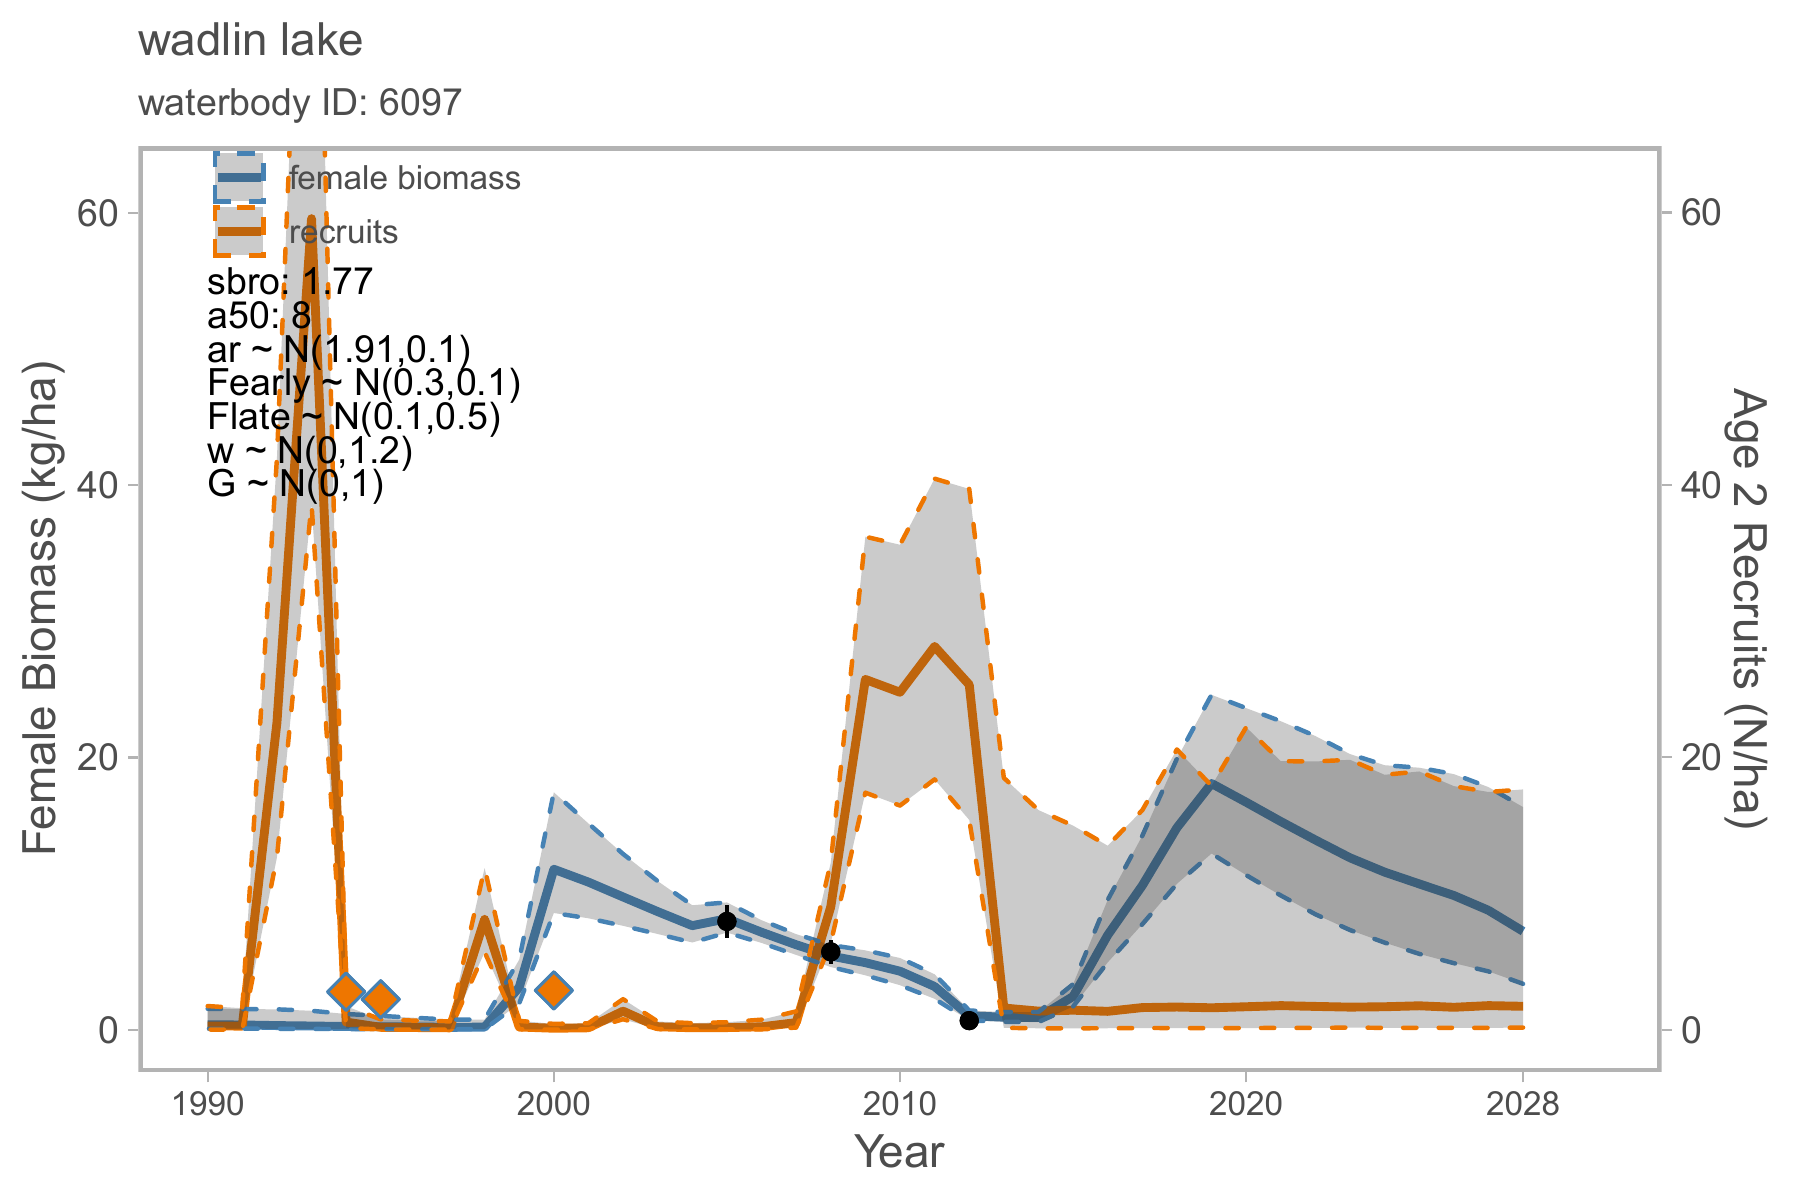 wadlin lake
waterbody ID: 6097
female biomass
recruits
sbro: 1.77
a50: 8
ar ~ N(1.91,0.1)
Fearly ~ N(0.3,0.1)
Flate ~ N(0.1,0.5)
w ~ N(0,1.2)
G ~ N(0,1)
Female Biomass (kg/ha)
60
40
20
0
60
40
20
0
Age 2 Recruits (N/ha)
1990 2000 2010 2020 2028
Year